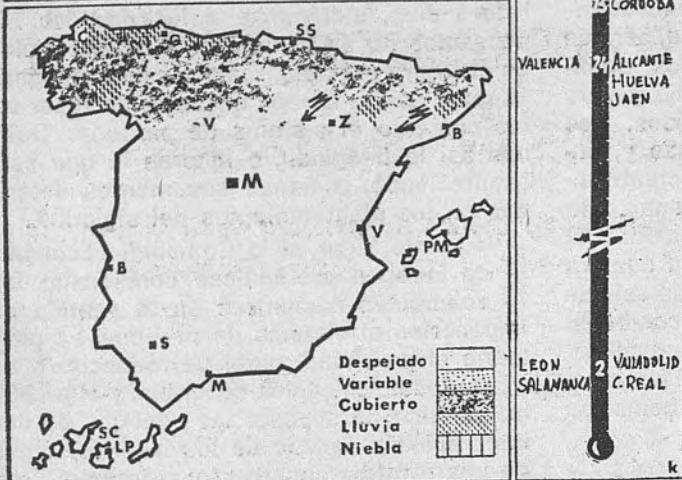 C
G
SS
V
Z
B
M
V
PM
B
S
M
SC
LP
Despejado
Variable
Cubierto
Lluvia
Niebla
CORDOBA
VALENCIA 24 ALICANTE
HUELVA
JAEN
LEON 2 VALLADOLID
SALAMANCA C. REAL
k